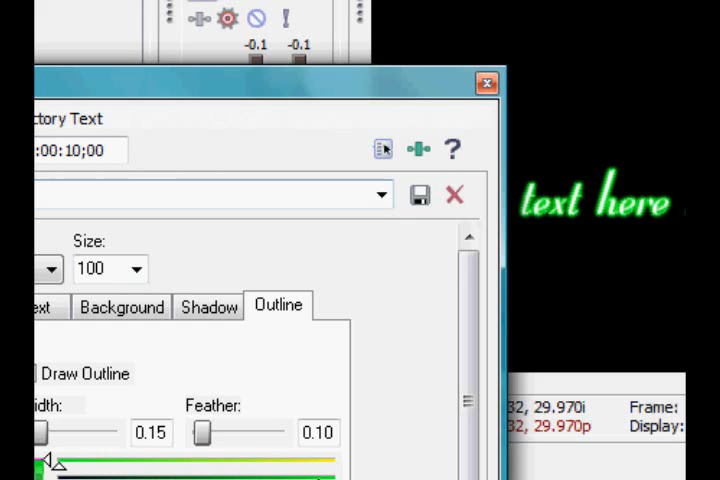 -0.1 -0.1
ctory Text
:00:10;00
text here
Size:
100
ext Background Shadow Outline
Draw Outline
idth: Feather:
0.15 0.10
32, 29.970i Frame:
32, 29.970p Display: